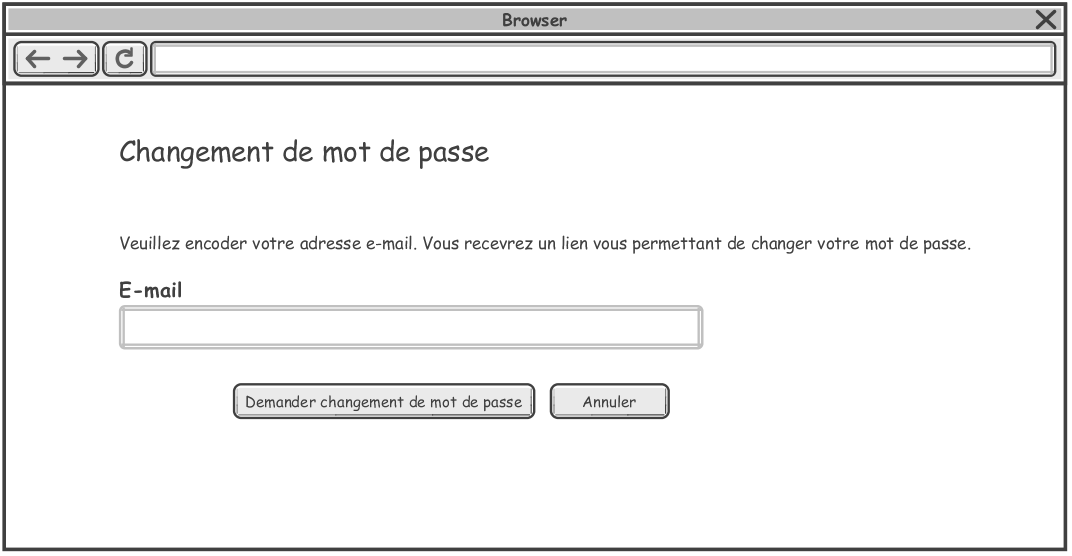 Browser
Changement de mot de passe
Veuillez encoder votre adresse e-mail. Vous recevrez un lien vous permettant de changer votre mot de passe.
E-mail
Demander changement de mot de passe
Annuler